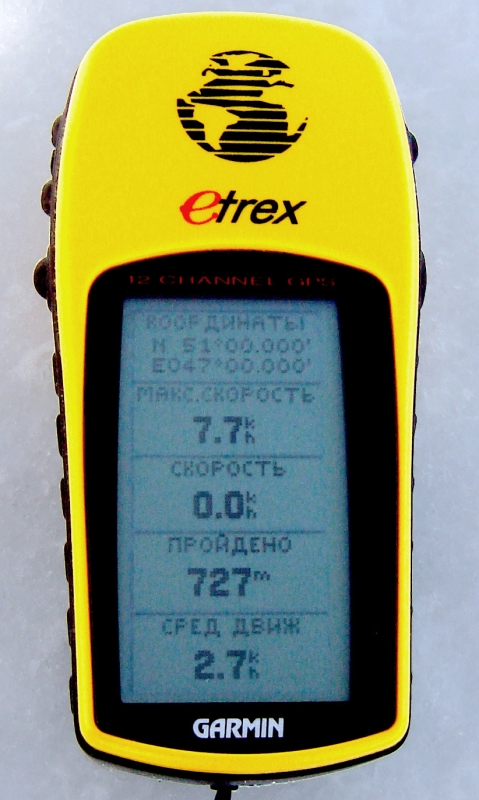 etrex
12 CHANNEL GPS
КООРДИНАТЫ
N 51°00.000'
E047°00.000'
МАКС.СКОРОСТЬ
7.7 k/h
СКОРОСТЬ
0.0 k/h
ПРОЙДЕНО
727 m
СРЕД ДВИЖ
2.7 k/h
GARMIN